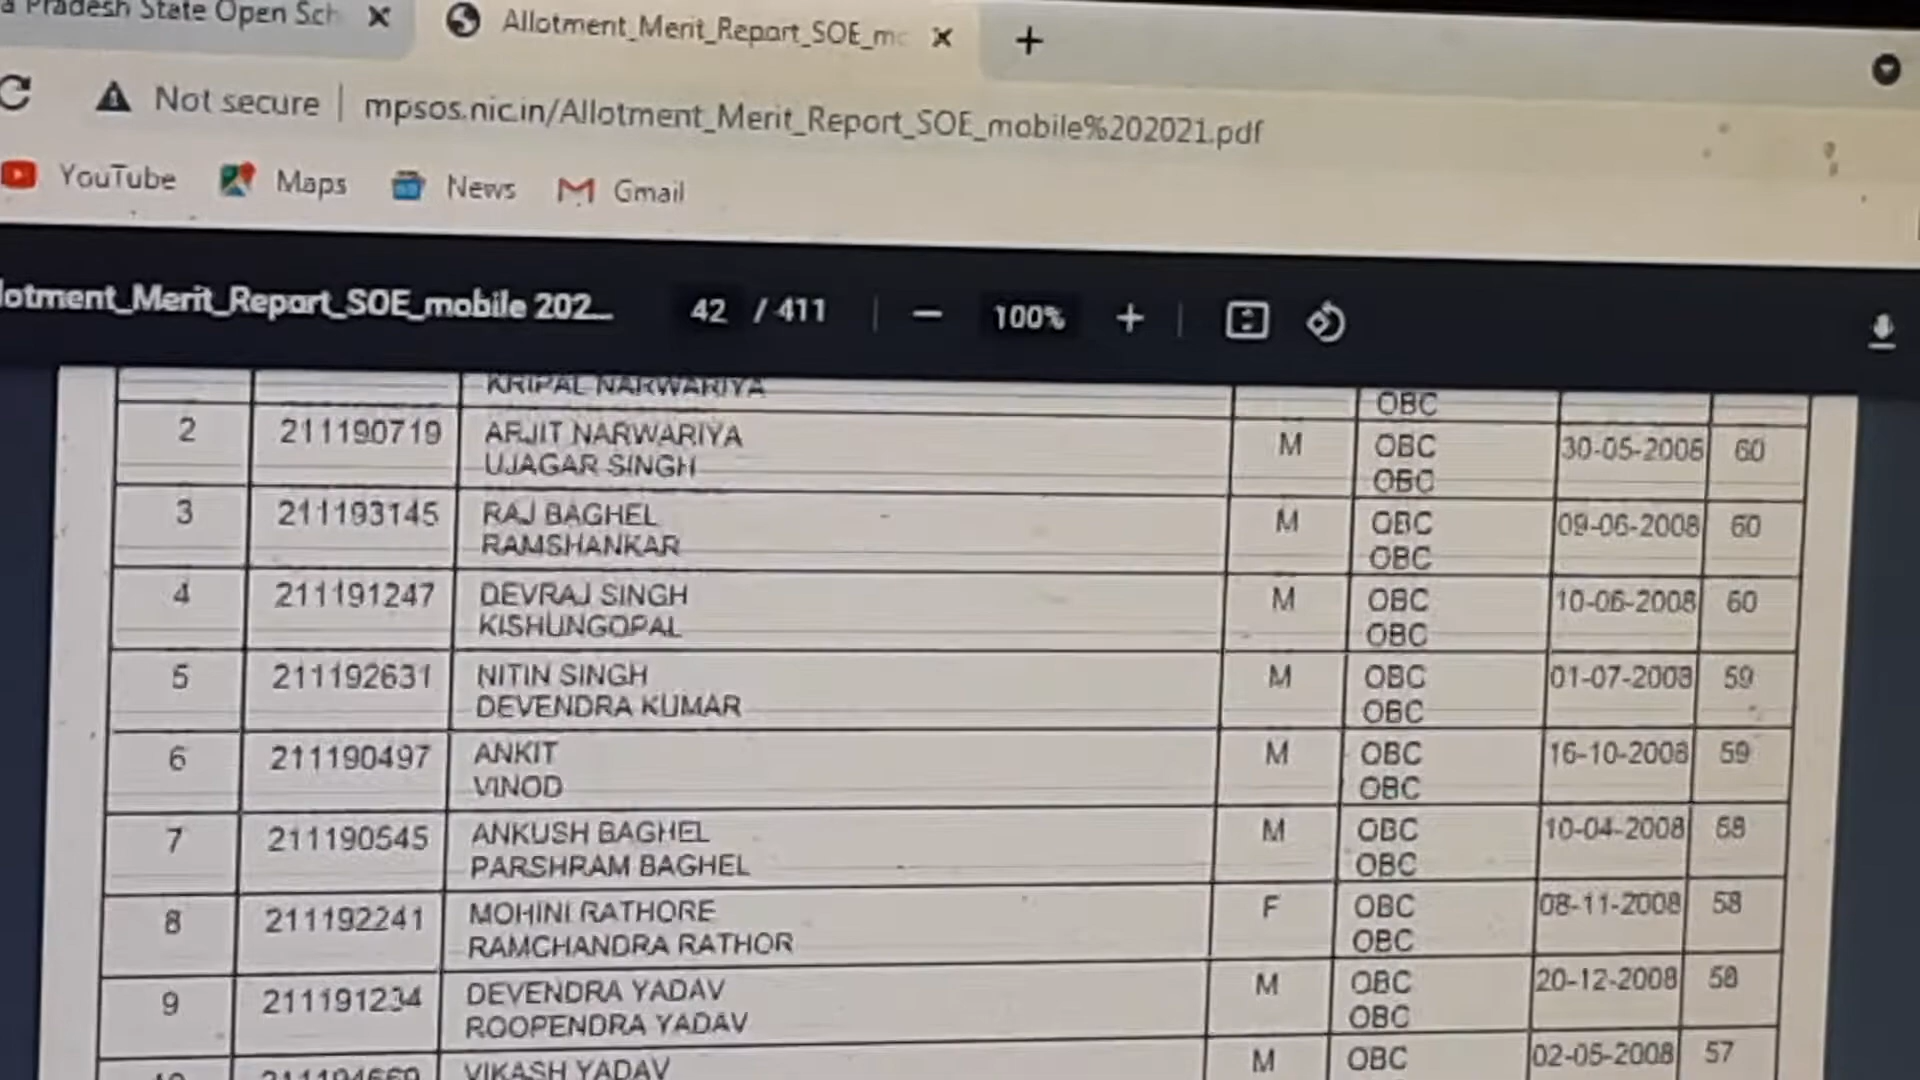 a Pradesh State Open Sch
Allotment_Merit_Report_SOE_mo
Not secure | mpsos.nic.in/Allotment_Merit_Report_SOE_mobile%202021.pdf
YouTube Maps News Gmail
lotment_Merit_Report_SOE_mobile 202... 42 / 411 100%
KRIPAL NARWARIYA OBC
2 211190719 ARJIT NARWARIYA M OBC 60
UJAGAR SINGH OBC
3 211193145 RAJ BAGHEL M OBC 09-06-2008 60
RAMSHANKAR OBC
4 211191247 DEVRAJ SINGH M OBC 10-06-2008 60
KISHUNGOPAL OBC
5 211192631 NITIN SINGH M OBC 01-07-2008 59
DEVENDRA KUMAR OBC
6 211190497 ANKIT M OBC 16-10-2008 59
VINOD OBC
7 211190545 ANKUSH BAGHEL M OBC 10-04-2008 58
PARSHRAM BAGHEL OBC
8 211192241 MOHINI RATHORE F OBC 08-11-2008 58
RAMCHANDRA RATHOR OBC
9 211191234 DEVENDRA YADAV M OBC 20-12-2008 58
ROOPENDRA YADAV OBC
VIKASH YADAV M OBC 02-05-2008 57